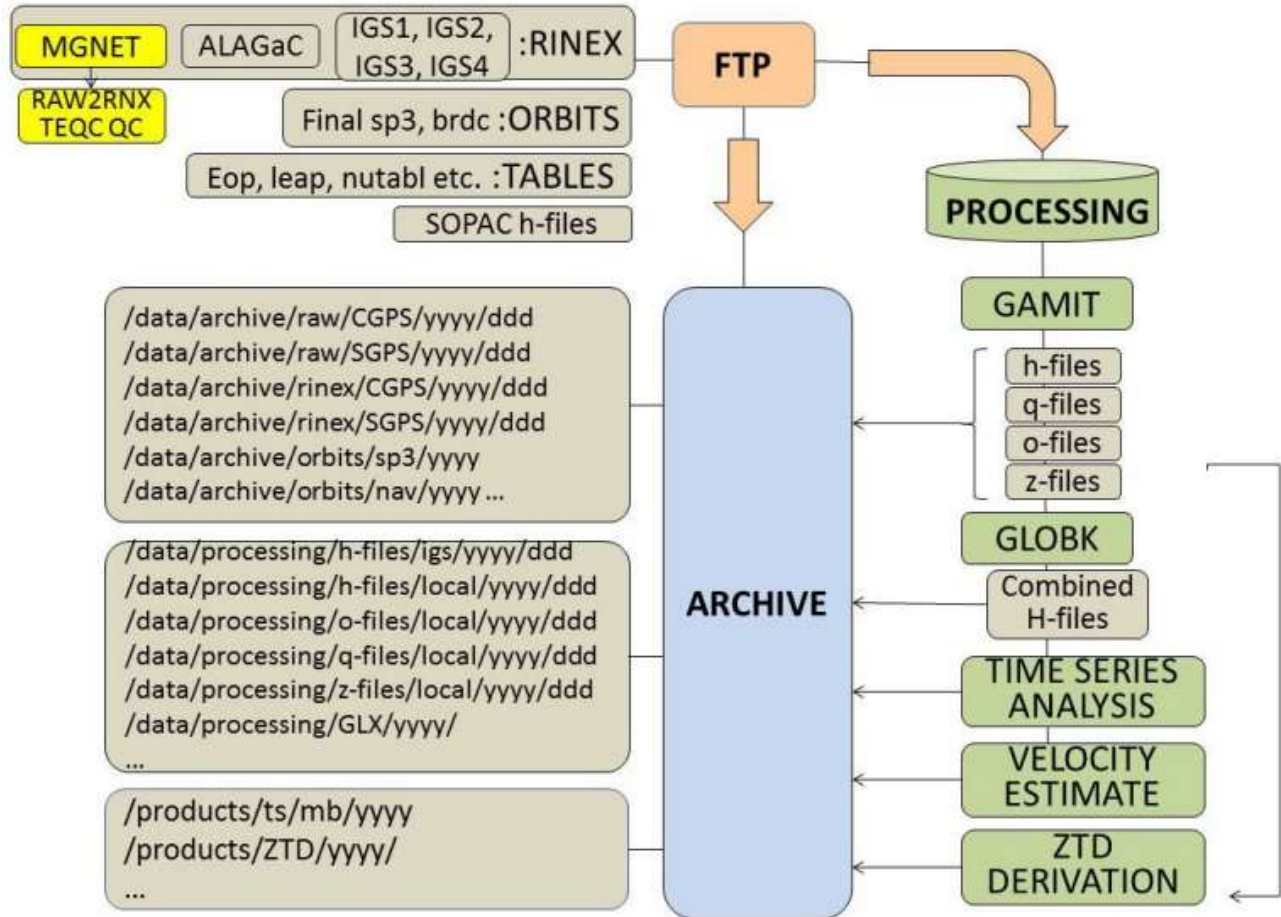 MGNET
RAW2RNX
TEQC QC
ALAGaC
IGS1, IGS2,
IGS3, IGS4
:RINEX
Final sp3, brdc :ORBITS
Eop, leap, nutabl etc. :TABLES
SOPAC h-files
FTP
PROCESSING
/data/archive/raw/CGPS/yyyy/ddd
/data/archive/raw/SGPS/yyyy/ddd
/data/archive/rinex/CGPS/yyyy/ddd
/data/archive/rinex/SGPS/yyyy/ddd
/data/archive/orbits/sp3/yyyy
/data/archive/orbits/nav/yyyy ...
/data/processing/h-files/igs/yyyy/ddd
/data/processing/h-files/local/yyyy/ddd
/data/processing/o-files/local/yyyy/ddd
/data/processing/q-files/local/yyyy/ddd
/data/processing/z-files/local/yyyy/ddd
/data/processing/GLX/yyyy/
...
/products/ts/mb/yyyy
/products/ZTD/yyyy/
...
ARCHIVE
GAMIT
h-files
q-files
o-files
z-files
GLOBK
Combined
H-files
TIME SERIES
ANALYSIS
VELOCITY
ESTIMATE
ZTD
DERIVATION